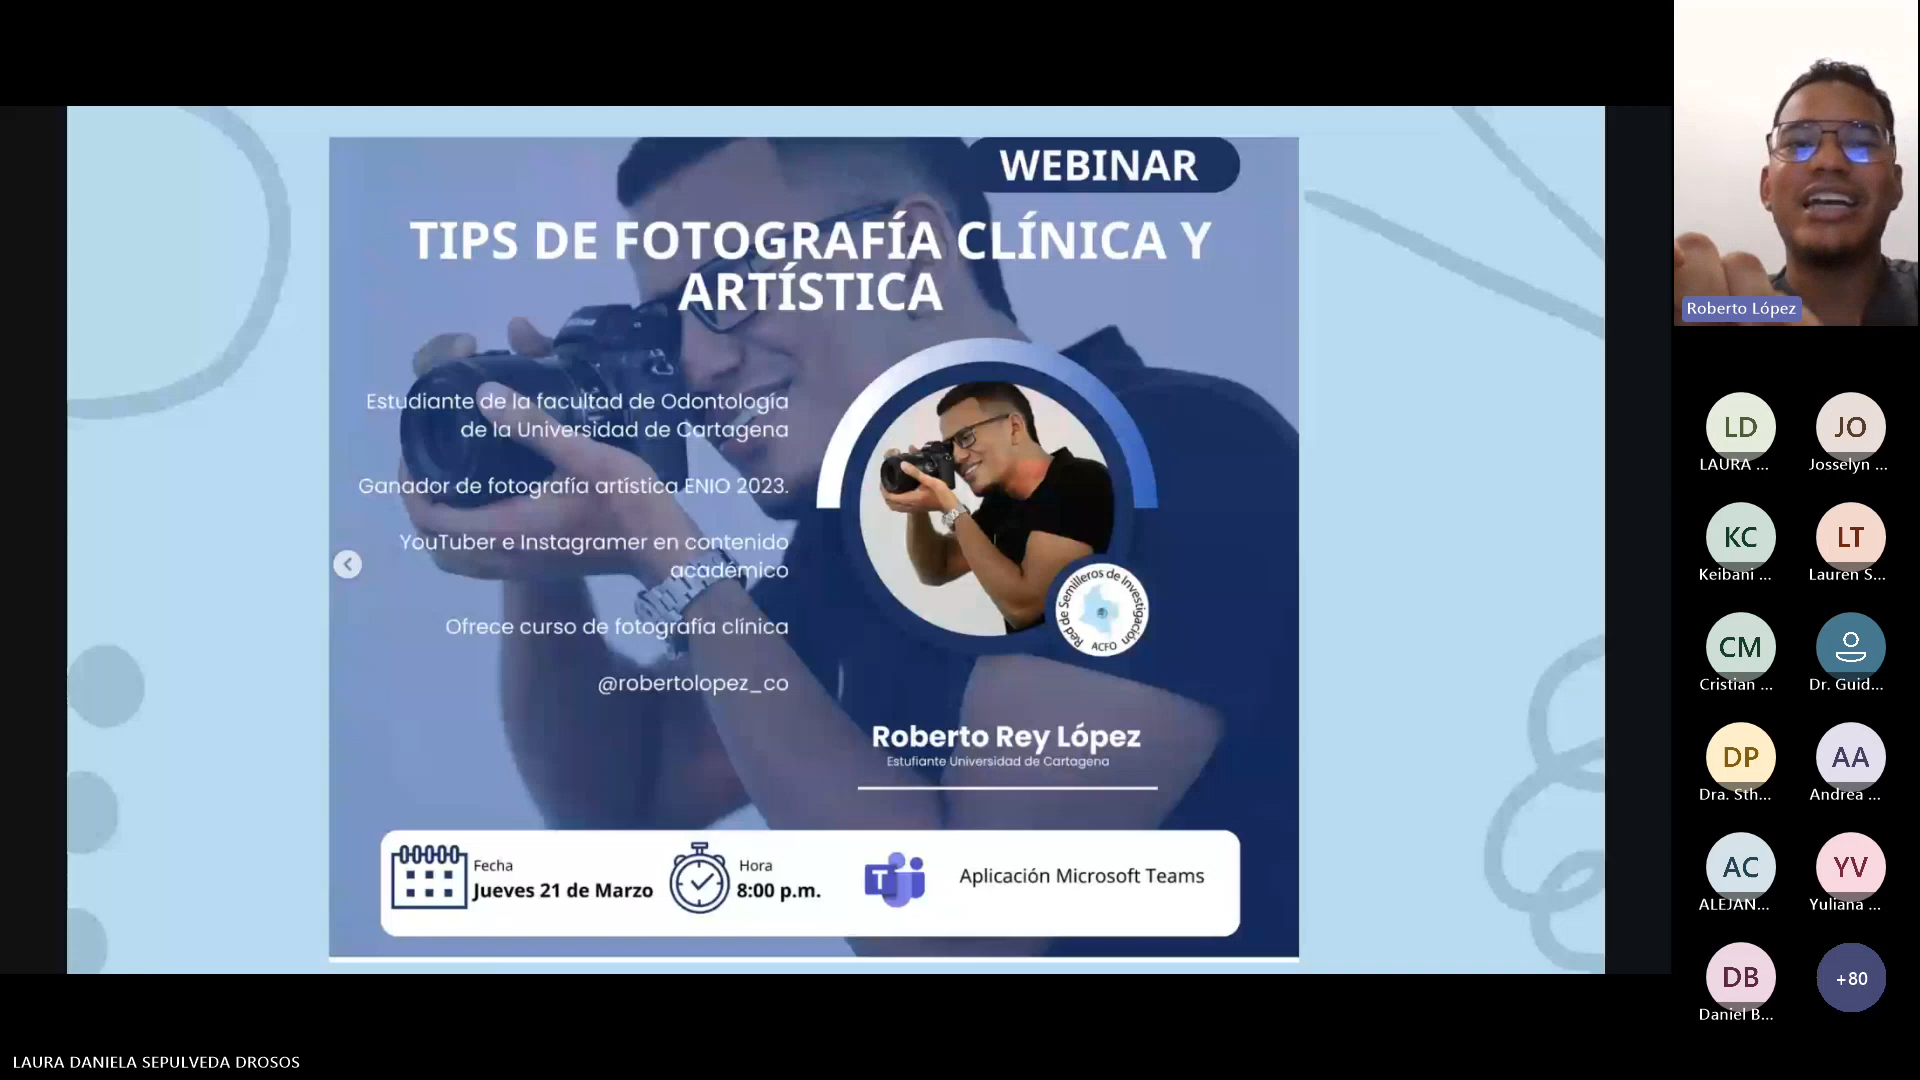 WEBINAR
TIPS DE FOTOGRAFÍA CLÍNICA Y
ARTÍSTICA
Estudiante de la facultad de Odontología
de la Universidad de Cartagena
Ganador de fotografía artística ENIO 2023.
YouTuber e Instagramer en contenido
académico
Ofrece curso de fotografía clínica
@robertolopez_co
Red de Semilleros de Investigación
ACFO
Roberto Rey López
Estufiante Universidad de Cartagena
Fecha
Jueves 21 de Marzo
Hora
8:00 p.m.
T
Aplicación Microsoft Teams
Roberto López
LD
LAURA ...
JO
Josselyn ...
KC
Keibani ...
LT
Lauren S...
CM
Cristian ...
Dr. Guid...
DP
Dra. Sth...
AA
Andrea ...
AC
ALEJAN...
YV
Yuliana ...
DB
Daniel B...
+80
LAURA DANIELA SEPULVEDA DROSOS